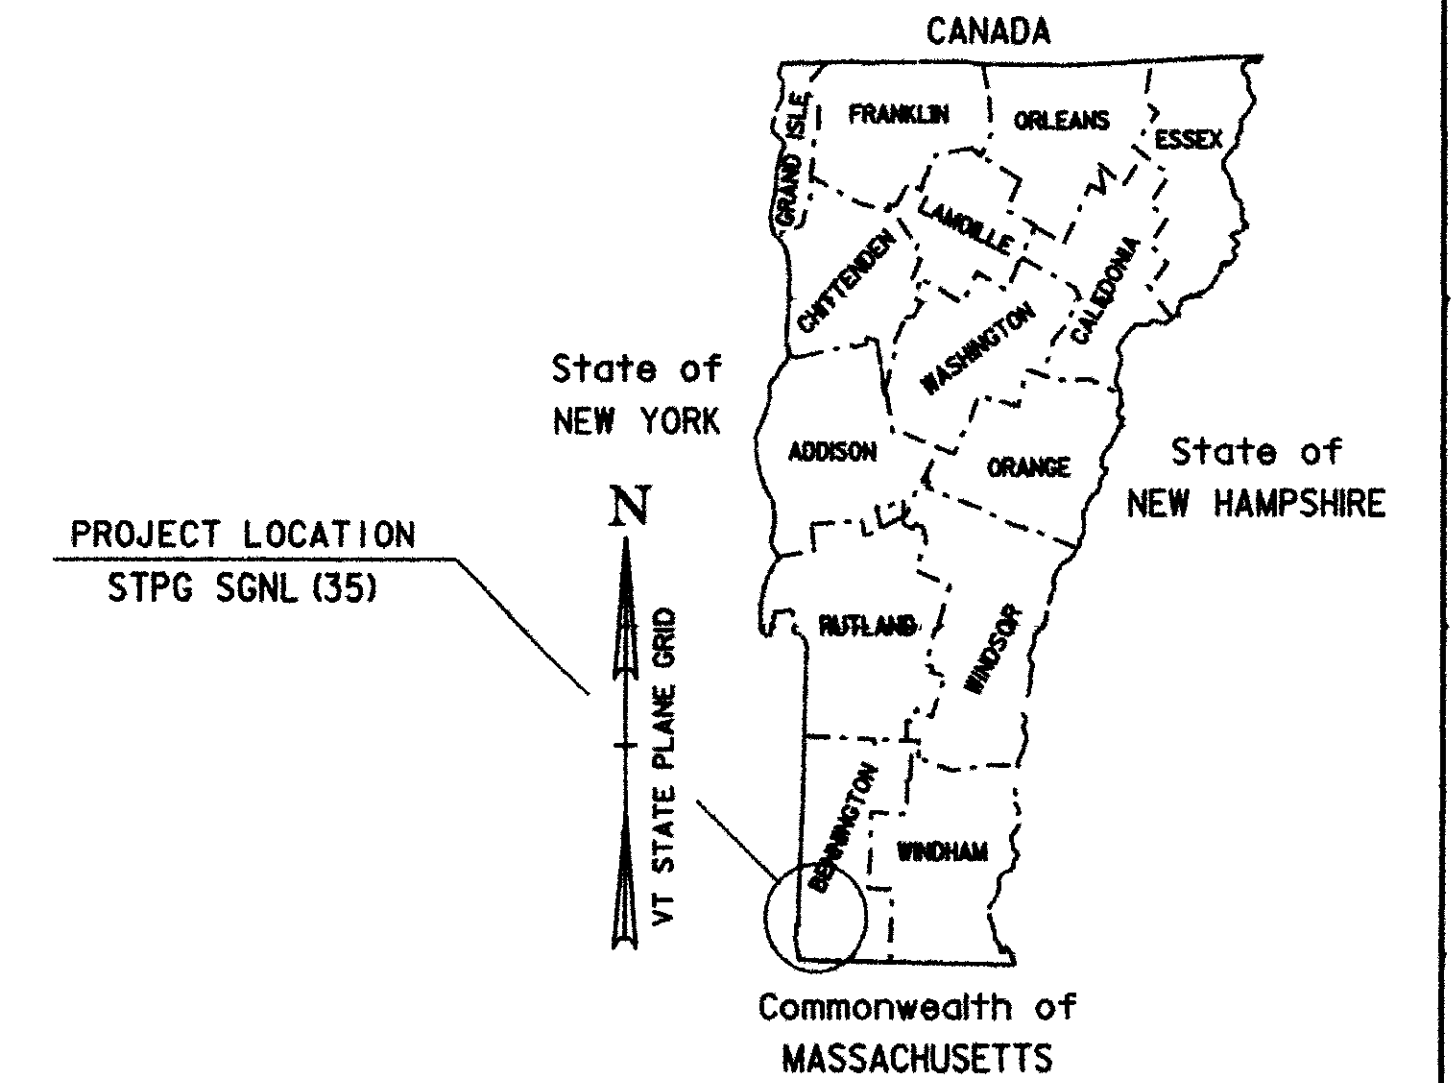 CANADA
FRANKLIN
ORLEANS
ESSEX
GRAND ISLE
LAMOILLE
CHITTENDEN
CALEDONIA
WASHINGTON
State of
NEW YORK
ADDISON
ORANGE
State of
NEW HAMPSHIRE
N
PROJECT LOCATION
STPG SGNL (35)
VT STATE PLANE GRID
RUTLAND
WINDSOR
BENNINGTON
WINDHAM
Commonwealth of
MASSACHUSETTS